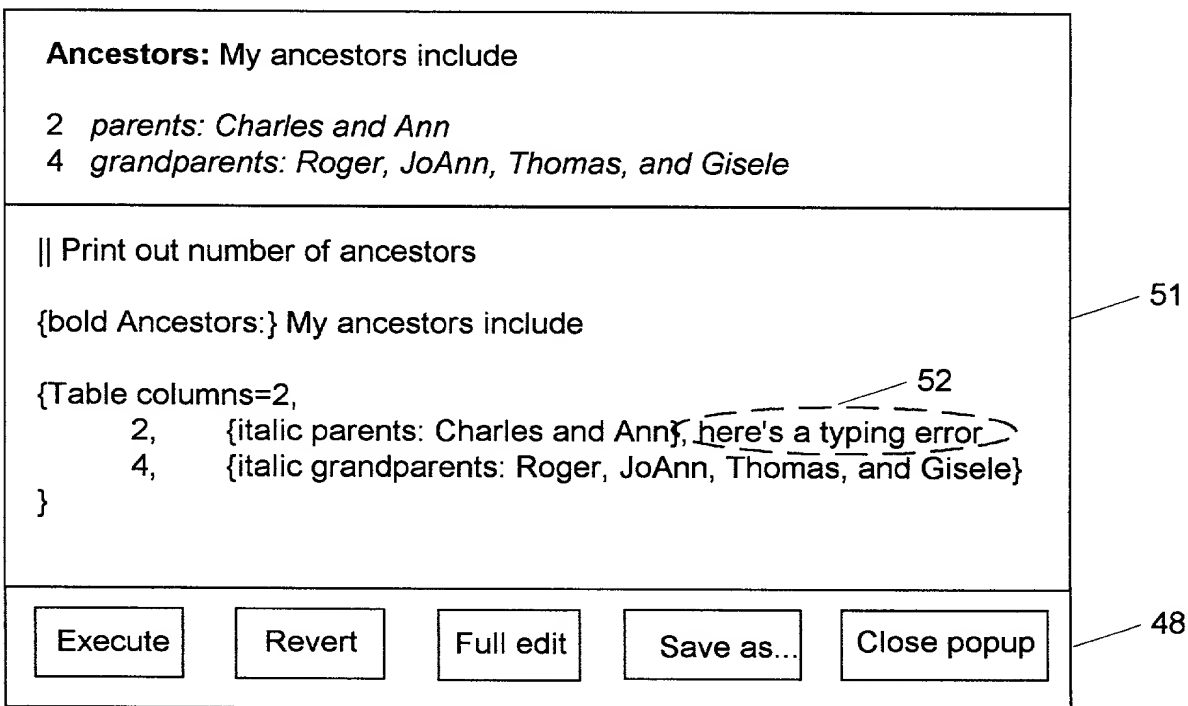 Ancestors: My ancestors include
2 parents: Charles and Ann
4 grandparents: Roger, JoAnn, Thomas, and Gisele
|| Print out number of ancestors
51
{bold Ancestors:} My ancestors include
{Table columns=2,
52
2, {italic parents: Charles and Ann}, here's a typing error
4, {italic grandparents: Roger, JoAnn, Thomas, and Gisele}
}
Execute Revert Full edit Save as... Close popup
48